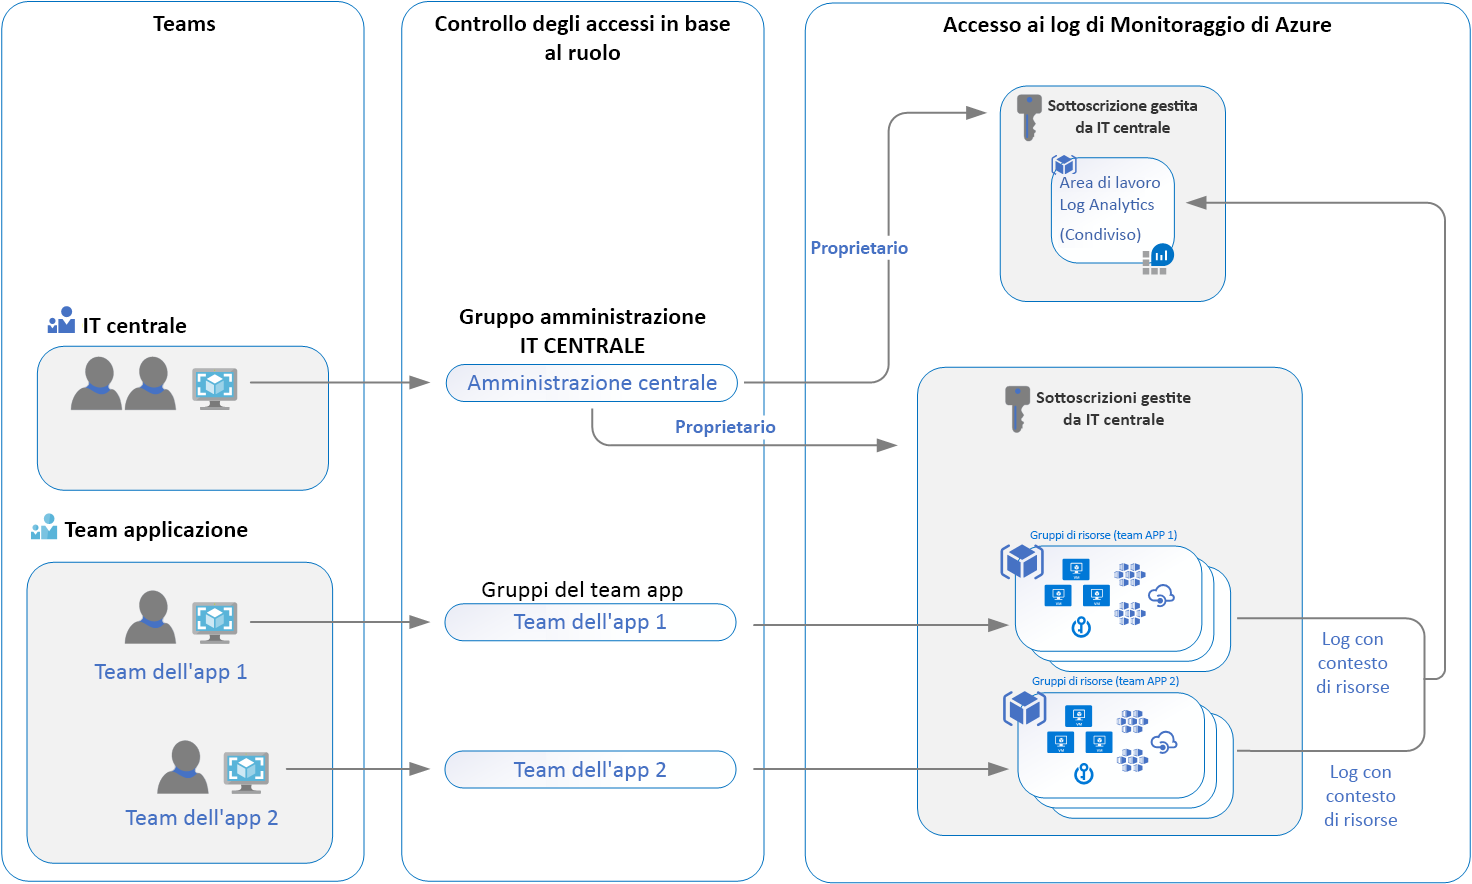 Teams
Controllo degli accessi in base
al ruolo
Accesso ai log di Monitoraggio di Azure
Sottoscrizione gestita
da IT centrale
Area di lavoro
Log Analytics
(Condiviso)
Proprietario
IT centrale
Gruppo amministrazione
IT CENTRALE
Amministrazione centrale
Proprietario
Sottoscrizioni gestite
da IT centrale
Team applicazione
Gruppi di risorse (team APP 1)
VM
VM
VM
Gruppi del team app
Team dell'app 1
Team dell'app 1
Log con
contesto
di risorse
Gruppi di risorse (team APP 2)
VM
VM
VM
Team dell'app 2
Team dell'app 2
Log con
contesto
di risorse